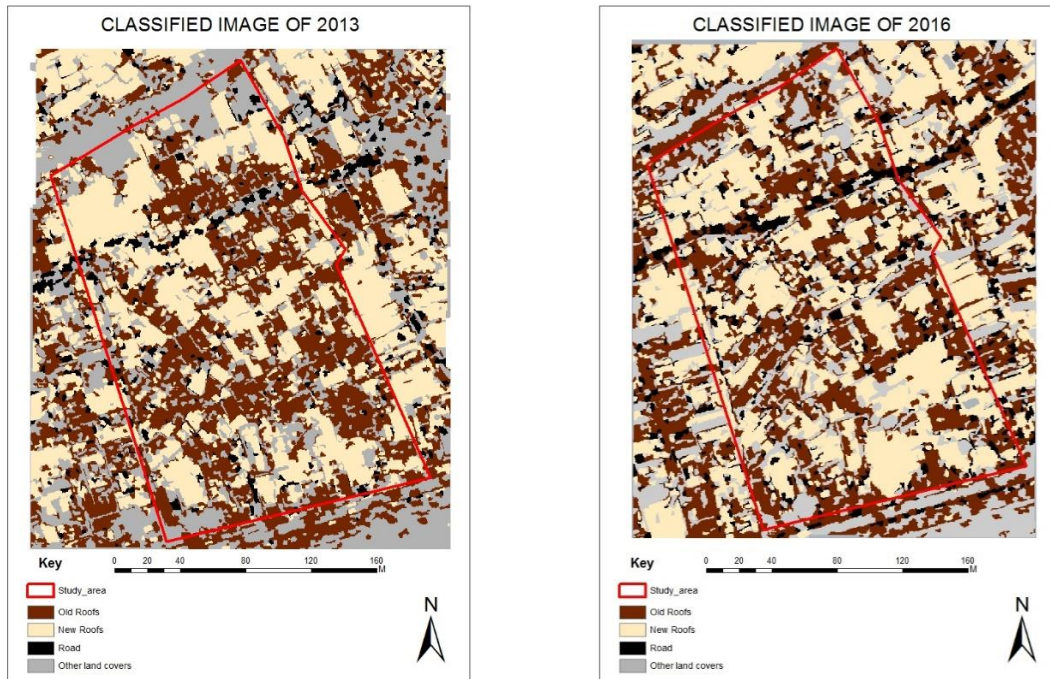 CLASSIFIED IMAGE OF 2013
Key
0 20 40 80 120 160
M
Study_area
Old Roofs
New Roofs
Road
Other land covers
N
CLASSIFIED IMAGE OF 2016
Key
0 20 40 80 120 160
M
Study_area
Old Roofs
New Roofs
Road
Other land covers
N